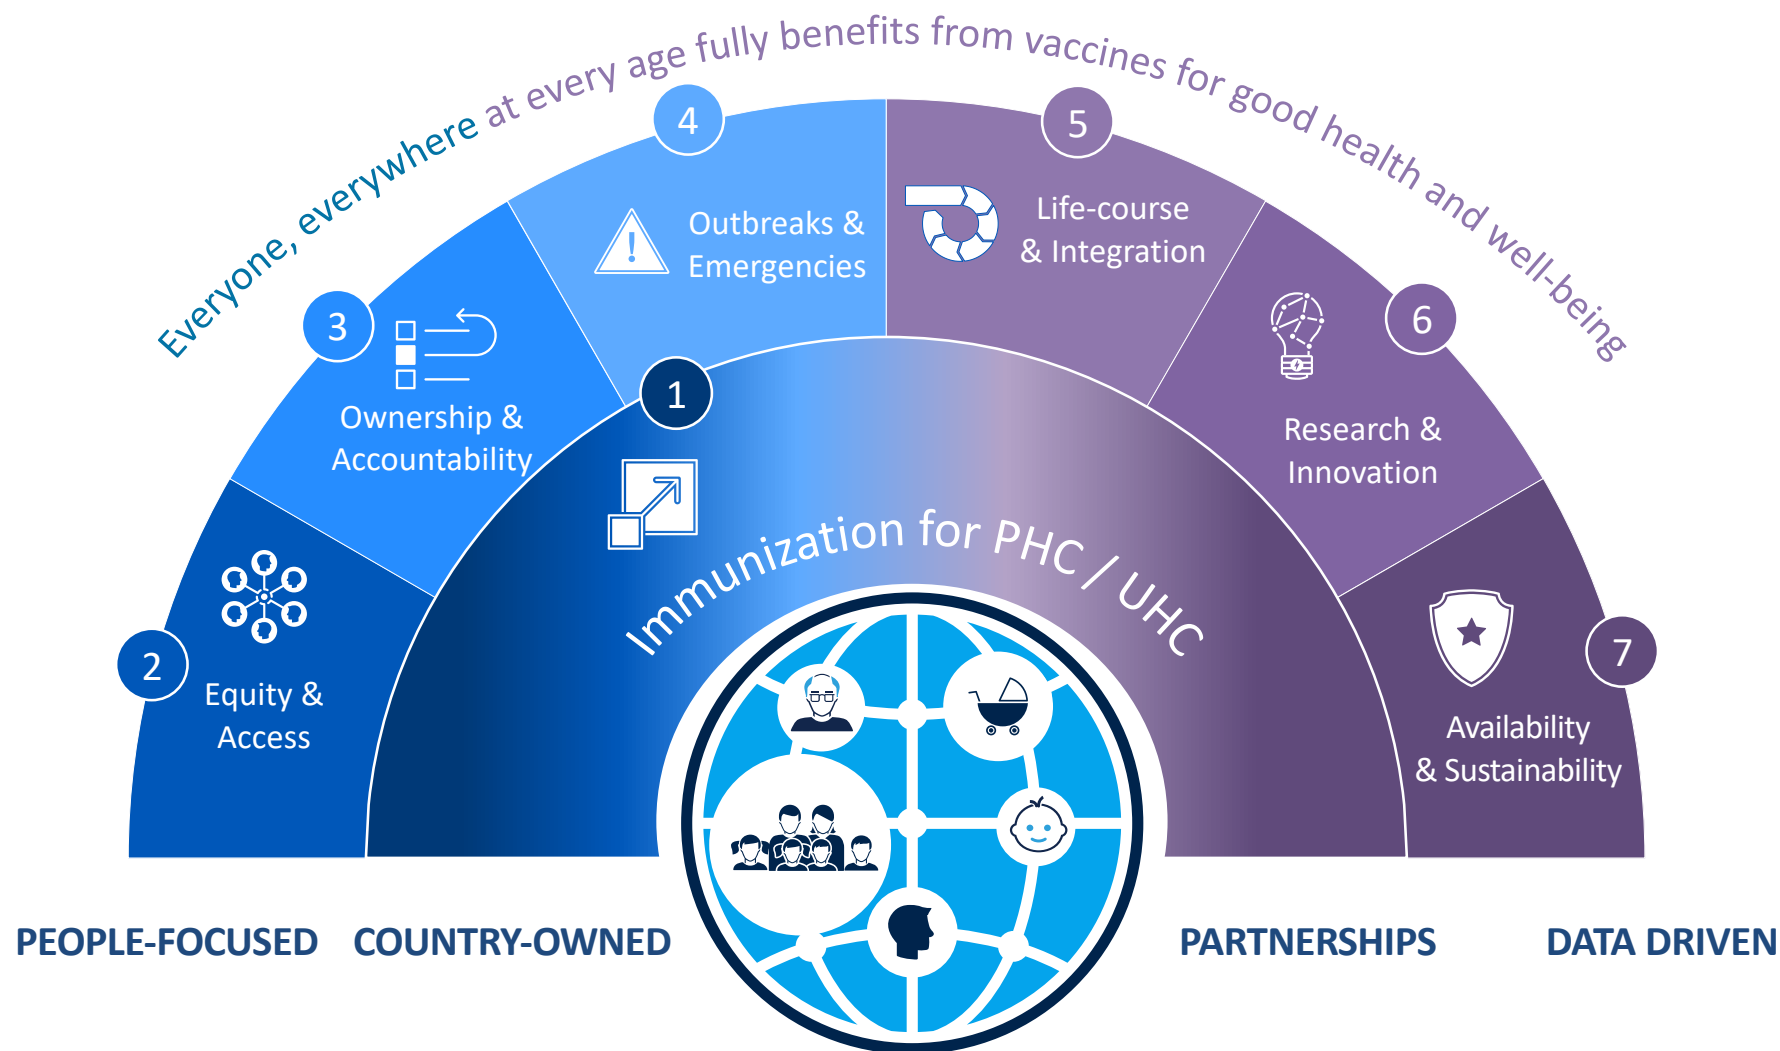 Everyone, everywhere at every age fully benefits from vaccines for good health and well-being
1
Immunization for PHC / UHC
2
Equity &
Access
3
Ownership &
Accountability
4
Outbreaks &
Emergencies
5
Life-course
& Integration
6
Research &
Innovation
7
Availability
& Sustainability
PEOPLE-FOCUSED
COUNTRY-OWNED
PARTNERSHIPS
DATA DRIVEN